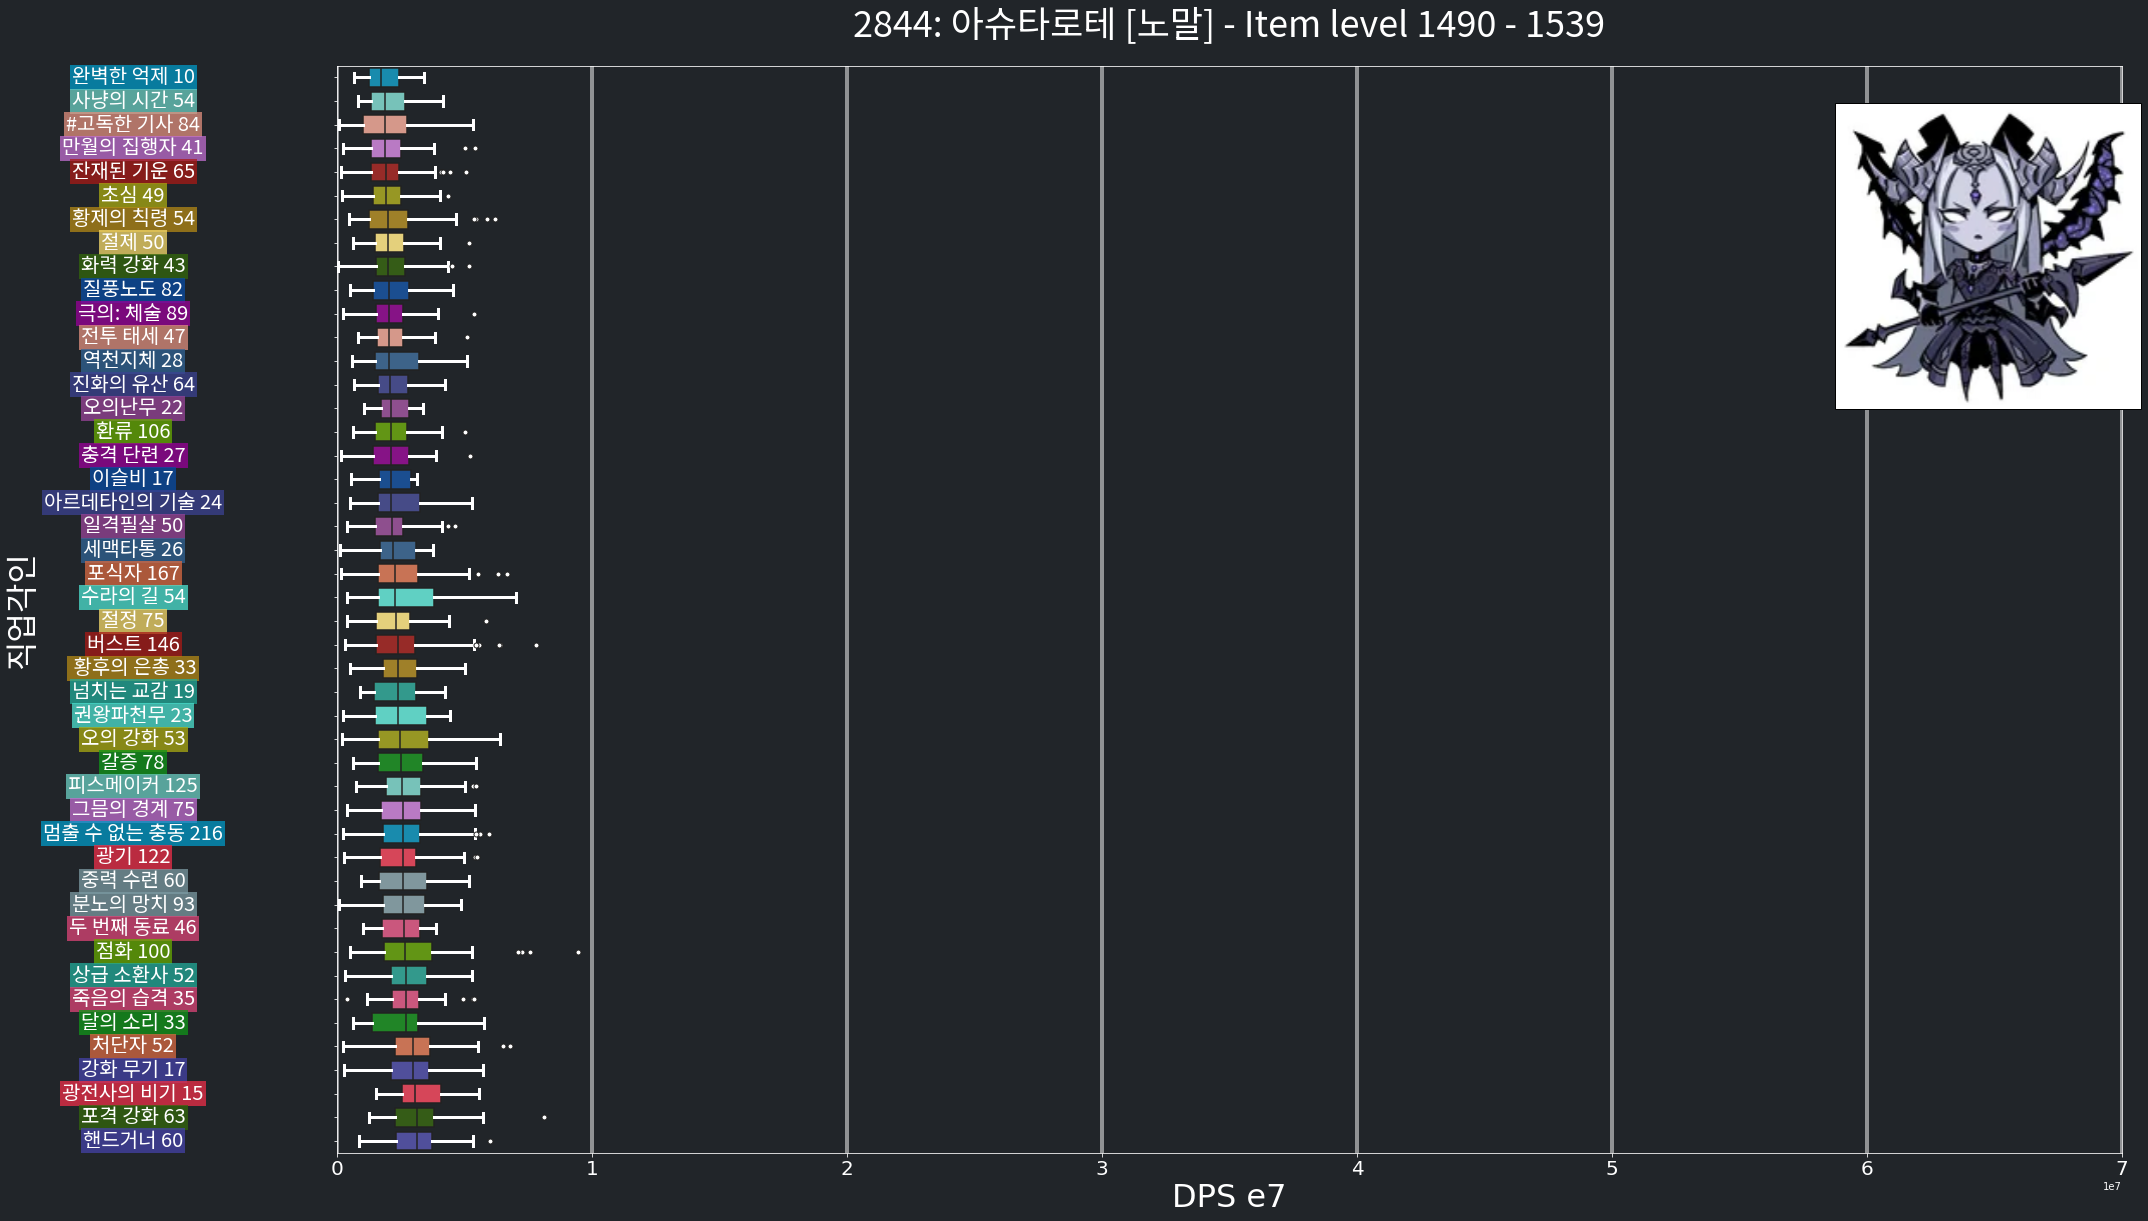 2844: 아슈타로테 [노말] - Item level 1490 - 1539
완벽한 억제 10
사냥의 시간 54
#고독한 기사 84
만월의 집행자 41
잔재된 기운 65
초심 49
황제의 칙령 54
절제 50
화력 강화 43
질풍노도 82
극의: 체술 89
전투 태세 47
역천지체 28
진화의 유산 64
오의난무 22
환류 106
충격 단련 27
이슬비 17
아르데타인의 기술 24
일격필살 50
세맥타통 26
포식자 167
수라의 길 54
절정 75
버스트 146
황후의 은총 33
넘치는 교감 19
권왕파천무 23
오의 강화 53
갈증 78
피스메이커 125
그믐의 경계 75
멈출 수 없는 충동 216
광기 122
중력 수련 60
분노의 망치 93
두 번째 동료 46
점화 100
상급 소환사 52
죽음의 습격 35
달의 소리 33
처단자 52
강화 무기 17
광전사의 비기 15
포격 강화 63
핸드거너 60
직업각인
0 1 2 3 4 5 6 7
1e7
DPS e7